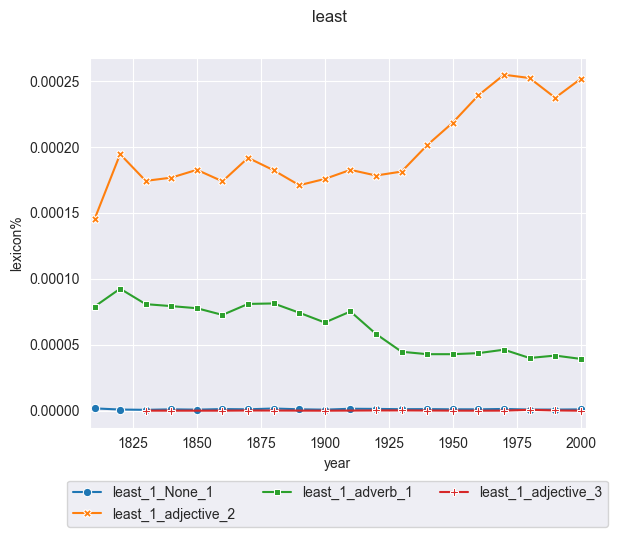 least
0.00025
0.00020
0.00015
0.00010
0.00005
0.00000
lexicon%
1825 1850 1875 1900 1925 1950 1975 2000
year
least_1_None_1 least_1_adverb_1 least_1_adjective_3
least_1_adjective_2